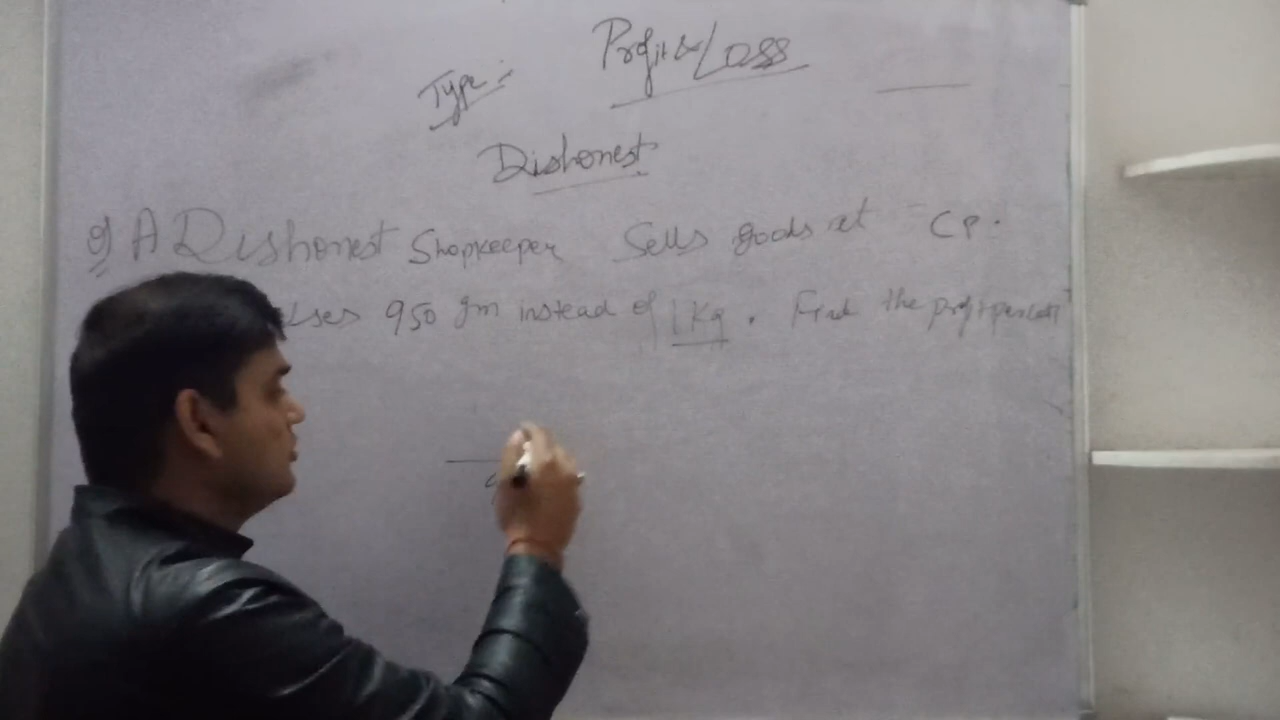 Profit & Loss
Type :-
Dishonest
Q A Dishonest Shopkeeper Sells goods at CP.
uses 950 gm instead of 1 Kg. Find the profit percent